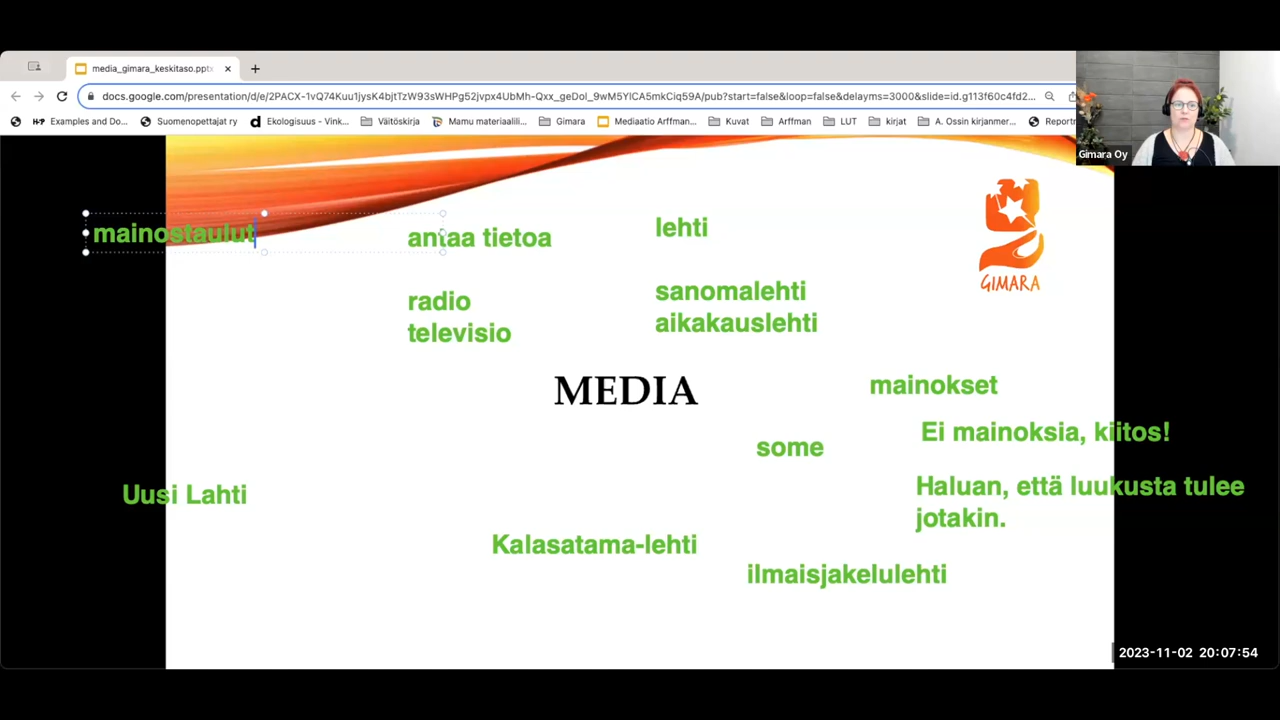 media_gimara_keskitaso.pptx
docs.google.com/presentation/d/e/2PACX-1vQ74Kuu1jysK4bjtTzW93sWHPg52jvpx4UbMh-Qxx_geDol_9wM5YlCA5mkCiq59A/pub?start=false&loop=false&delayms=3000&slide=id.g113f60c4fd2...
Examples and Do... Suomenopettajat ry Ekologisuus - Vink... Väitöskirja Mamu materiaalili... Gimara Mediaatio Arffman... Kuvat Arffman LUT kirjat A. Ossin kirjanmer... Reportr
Gimara Oy
mainostaulut
antaa tietoa
lehti
radio
televisio
sanomalehti
aikakauslehti
GIMARA
MEDIA
mainokset
Ei mainoksia, kiitos!
some
Haluan, että luukusta tulee
jotakin.
Uusi Lahti
Kalasatama-lehti
ilmaisjakelulehti
2023-11-02 20:07:54